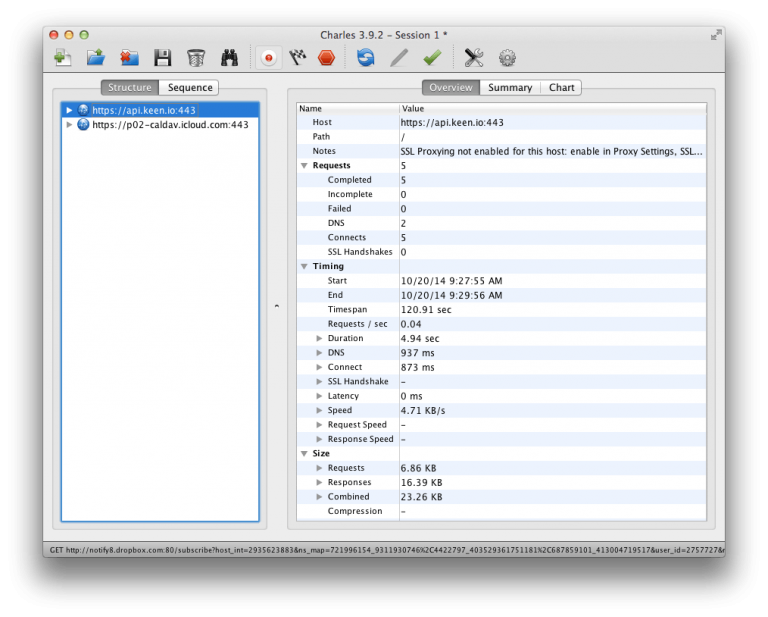 Charles 3.9.2 - Session 1 *
Structure Sequence
Overview Summary Chart
https://api.keen.io:443
https://p02-caldav.icloud.com:443
Name Value
Host https://api.keen.io:443
Path /
Notes SSL Proxying not enabled for this host: enable in Proxy Settings, SSL...
Requests 5
Completed 5
Incomplete 0
Failed 0
DNS 2
Connects 5
SSL Handshakes 0
Timing
Start 10/20/14 9:27:55 AM
End 10/20/14 9:29:56 AM
Timespan 120.91 sec
Requests / sec 0.04
Duration 4.94 sec
DNS 937 ms
Connect 873 ms
SSL Handshake -
Latency 0 ms
Speed 4.71 KB/s
Request Speed -
Response Speed -
Size
Requests 6.86 KB
Responses 16.39 KB
Combined 23.26 KB
Compression -
GET http://notify8.dropbox.com:80/subscribe?host_int=2935623883&ns_map=721996154_9311930746%2C4422797_403529361751181%2C687859101_413004719517&user_id=2757727&r